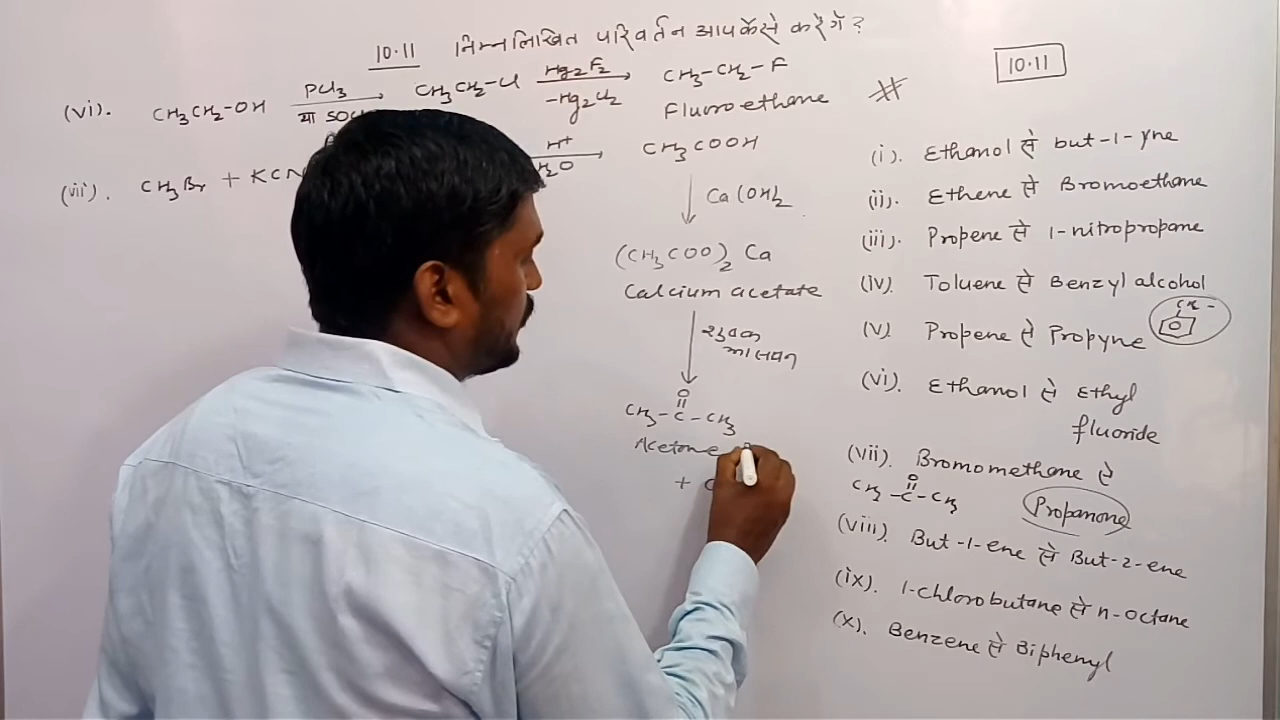 10.11 निम्नलिखित परिवर्तन आप कैसे करेंगे?
10.11
(vi). CH3CH2-OH PCl3 या SOCl CH3CH2-Cl Hg2F2 -Hg2Cl2 CH3-CH2-F
Fluoroethane
(vii). CH3Br + KCN H+ H2O CH3COOH
Ca(OH)2
(CH3COO)2 Ca
Calcium acetate
शुष्क
आसवन
O
CH3-C-CH3
Acetone
+ C
(i). Ethanol से but-1-yne
(ii). Ethene से Bromoethane
(iii). Propene से 1-nitropropane
(iv). Toluene से Benzyl alcohol
CH2-
(v). Propene से Propyne
(vi). Ethanol से Ethyl
fluoride
(vii). Bromomethane से
O
CH3-C-CH3 Propanone
(viii). But-1-ene से But-2-ene
(ix). 1-chlorobutane से n-octane
(x). Benzene से Biphenyl